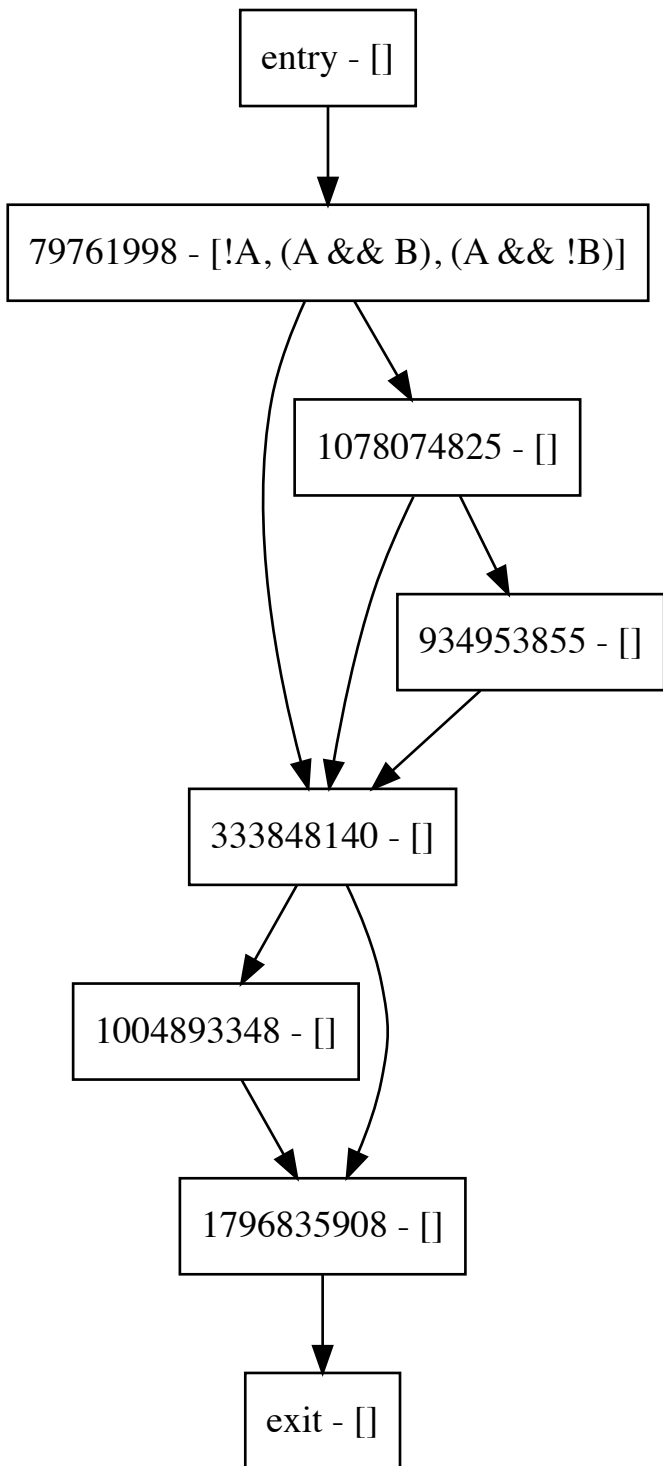 entry - []
79761998 - [!A, (A && B), (A && !B)]
1078074825 - []
934953855 - []
333848140 - []
1004893348 - []
1796835908 - []
exit - []